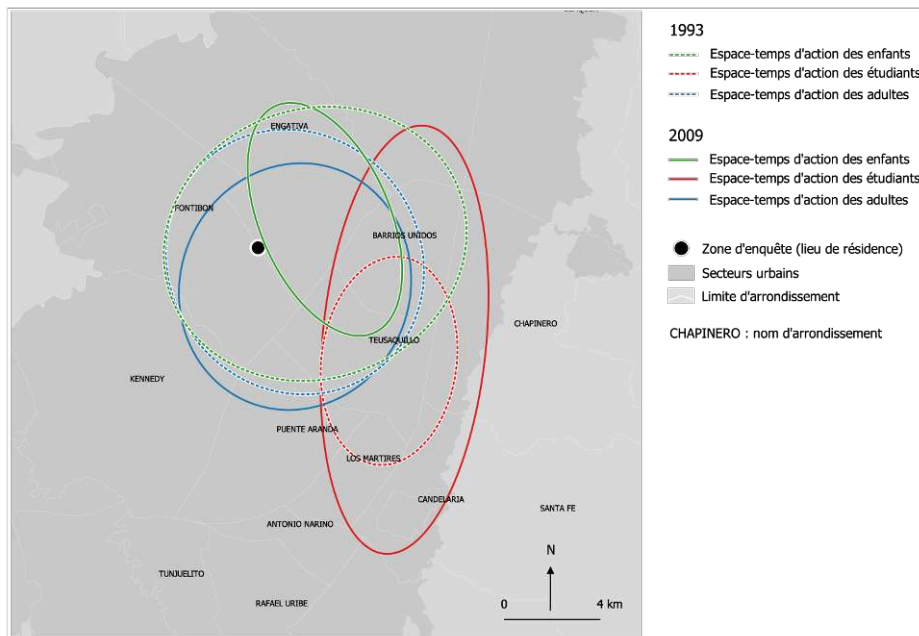 ENGATIVA
FONTIBON
BARRIOS UNIDOS
CHAPINERO
TEUSAQUILLO
KENNEDY
PUENTE ARANDA
LOS MARTIRES
CANDELARIA
SANTA FE
ANTONIO NARINO
TUNJUELITO
RAFAEL URIBE
N
0 4 km
1993
Espace-temps d'action des enfants
Espace-temps d'action des étudiants
Espace-temps d'action des adultes
2009
Espace-temps d'action des enfants
Espace-temps d'action des étudiants
Espace-temps d'action des adultes
Zone d'enquête (lieu de résidence)
Secteurs urbains
Limite d'arrondissement
CHAPINERO : nom d'arrondissement